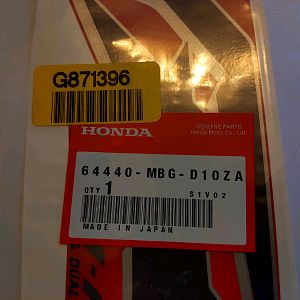 G871396
HONDA
GENUINE PARTS
Honda Motor Co., Ltd.
64440-MBG-D10ZA
QTY 1
S1V02
MADE IN JAPAN